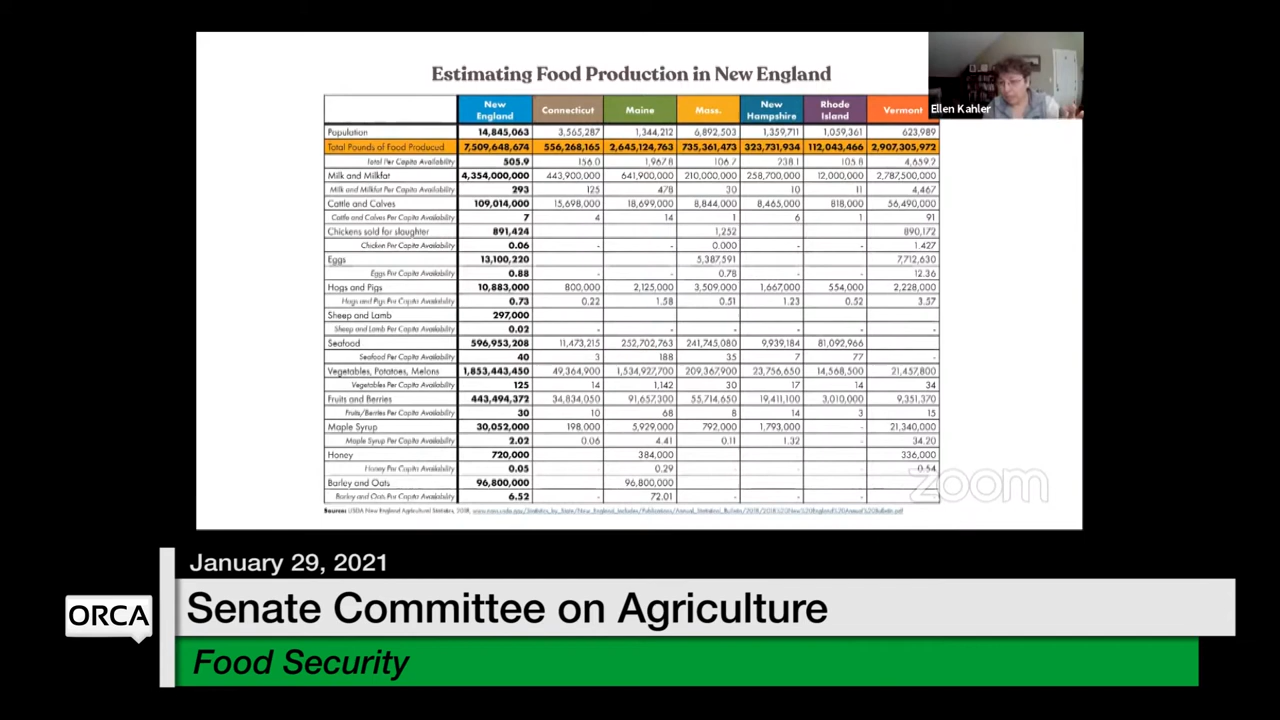 Estimating Food Production in New England
Ellen Kahler
New England Connecticut Maine Mass. New Hampshire Rhode Island Vermont
Population 14,845,063 3,565,287 1,344,212 6,892,503 1,359,711 1,059,361 623,989
Total Pounds of Food Producud 7,509,648,674 556,268,165 2,645,124,763 735,361,473 323,731,934 112,043,466 2,907,305,972
Total Per Capita Availability 505.9 156.0 1,967.8 106.7 238.1 105.8 4,659.2
Milk and Milkfat 4,354,000,000 443,900,000 641,900,000 210,000,000 258,700,000 12,000,000 2,787,500,000
Milk and Milkfat Per Capita Availability 293 125 478 30 10 11 4,467
Cattle and Calves 109,014,000 15,698,000 18,699,000 8,844,000 8,465,000 818,000 56,490,000
Cattle and Calves Per Capita Availability 7 4 14 1 6 1 91
Chickens sold for slaughter 891,424 1,252 890,172
Chicken Per Capita Availability 0.06 - - 0.000 - - 1.427
Eggs 13,100,220 5,387,591 7,712,630
Eggs Per Capita Availability 0.88 - - 0.78 - - 12.36
Hogs and Pigs 10,883,000 800,000 2,125,000 3,509,000 1,667,000 554,000 2,228,000
Hogs and Pigs Per Capita Availability 0.73 0.22 1.58 0.51 1.23 0.52 3.57
Sheep and Lamb 297,000
Sheep and Lamb Per Capita Availability 0.02 - - - - - -
Seafood 596,953,208 11,473,215 252,702,763 241,745,080 9,939,184 81,092,966
Seafood Per Capita Availability 40 3 188 35 7 77 -
Vegetables, Potatoes, Melons 1,853,443,450 49,364,900 1,534,927,700 209,367,900 23,756,650 14,568,500 21,457,800
Vegetables Per Capita Availability 125 14 1,142 30 17 14 34
Fruits and Berries 443,494,372 34,834,050 91,657,300 55,714,650 19,411,100 3,010,000 9,351,370
Fruits/Berries Per Capita Availability 30 10 68 8 14 3 15
Maple Syrup 30,052,000 198,000 5,929,000 792,000 1,793,000 - 21,340,000
Maple Syrup Per Capita Availability 2.02 0.06 4.41 0.11 1.32 - 34.20
Honey 720,000 384,000 336,000
Honey Per Capita Availability 0.05 - 0.29 - - - 0.54
Barley and Oats 96,800,000 96,800,000
Barley and Oats Per Capita Availability 6.52 - 72.01 - - -
zoom
Source: USDA New England Agricultural Statistics, 2018,
January 29, 2021
ORCA
Senate Committee on Agriculture
Food Security